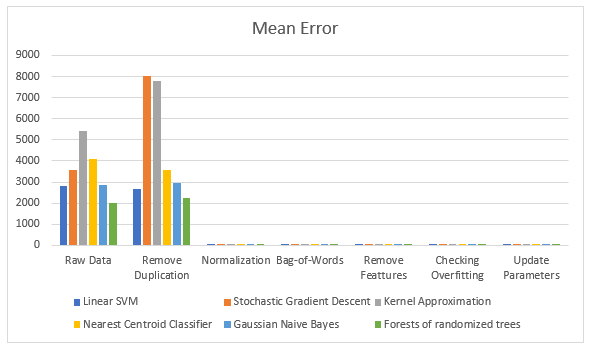 Mean Error
9000
8000
7000
6000
5000
4000
3000
2000
1000
0
Raw Data
Remove Duplication
Normalization
Bag-of-Words
Remove Feattures
Checking Overfitting
Update Parameters
Linear SVM
Stochastic Gradient Descent
Kernel Approximation
Nearest Centroid Classifier
Gaussian Naive Bayes
Forests of randomized trees